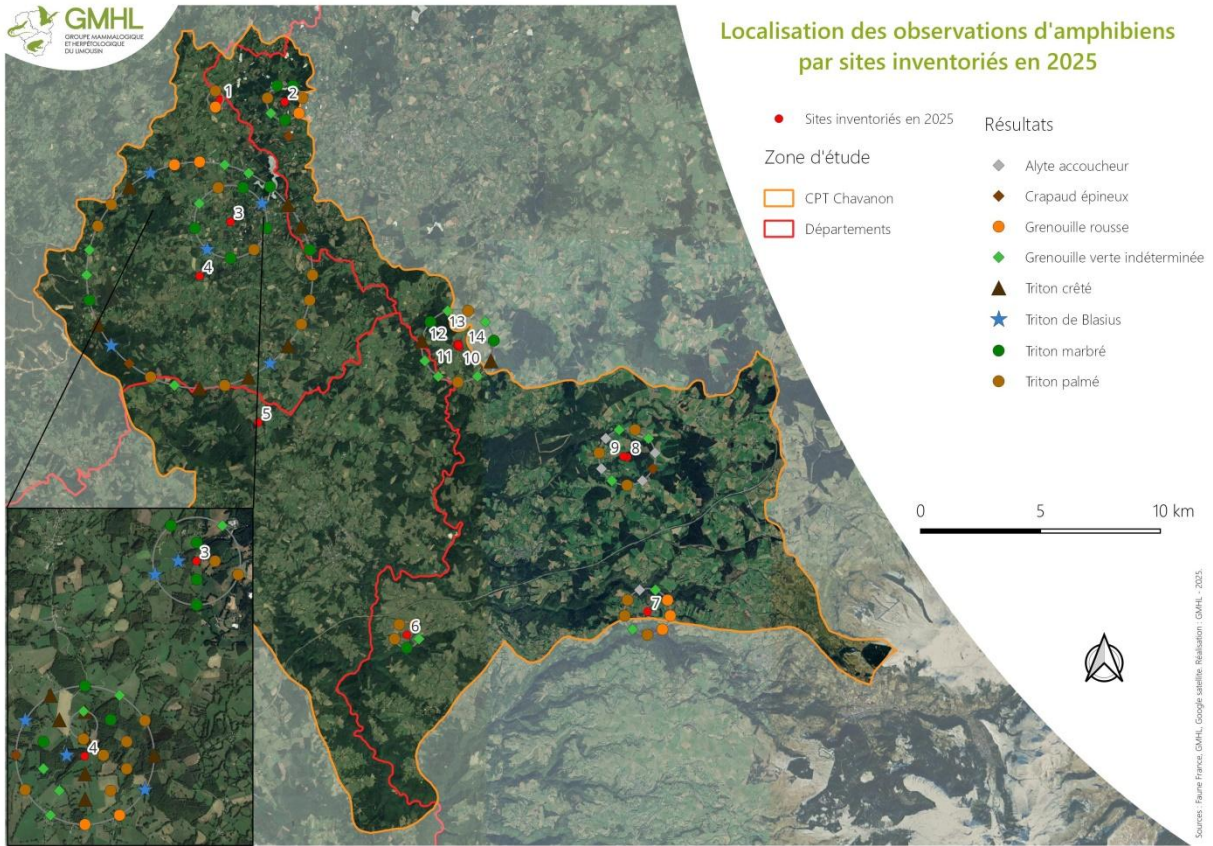 GMHL
GROUPE MAMMALOGIQUE
ET HERPÉTOLOGIQUE
DU LIMOUSIN
Localisation des observations d'amphibiens
par sites inventoriés en 2025
Sites inventoriés en 2025
Zone d'étude
CPT Chavanon
Départements
Résultats
Alyte accoucheur
Crapaud épineux
Grenouille rousse
Grenouille verte indéterminée
Triton crêté
Triton de Blasius
Triton marbré
Triton palmé
0 5 10 km
1
2
3
4
5
13
12
14
11
10
9
8
7
6
3
4
Sources : Faune France, GMHL, Google satellite. Réalisation : GMHL - 2025.